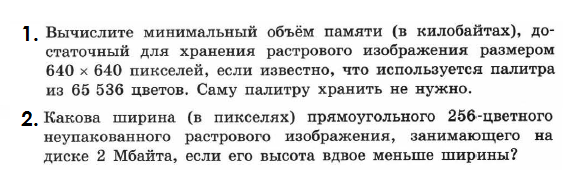 1. Вычислите минимальный объём памяти (в килобайтах), до-
статочный для хранения растрового изображения размером
640 × 640 пикселей, если известно, что используется палитра
из 65 536 цветов. Саму палитру хранить не нужно.
2. Какова ширина (в пикселях) прямоугольного 256-цветного
неупакованного растрового изображения, занимающего на
диске 2 Мбайта, если его высота вдвое меньше ширины?